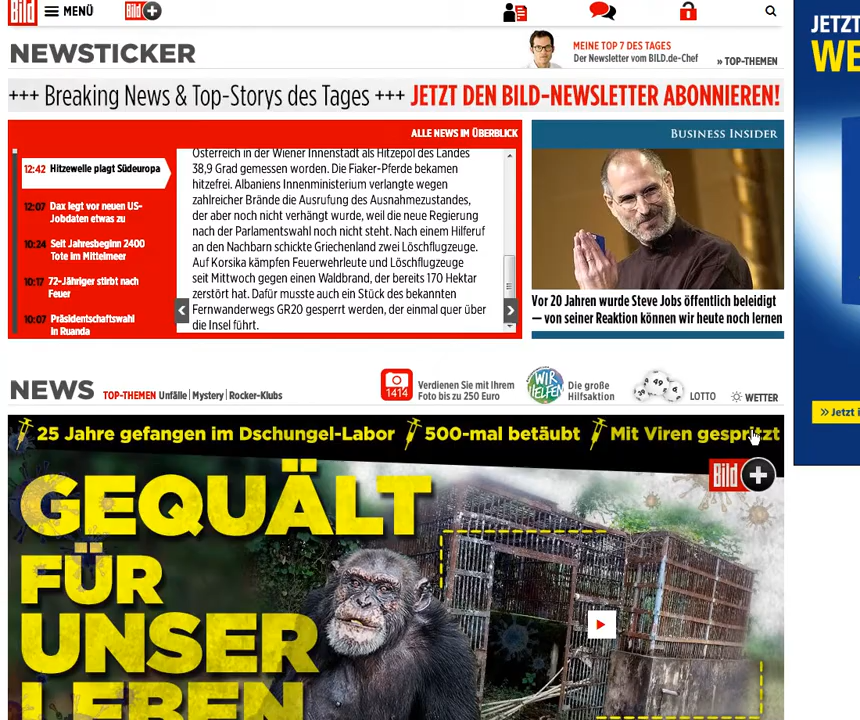 Bild
MENÜ
Bild
NEWSTICKER
MEINE TOP 7 DES TAGES
Der Newsletter vom BILD.de-Chef
» TOP-THEMEN
+++ Breaking News & Top-Storys des Tages +++ JETZT DEN BILD-NEWSLETTER ABONNIEREN!
ALLE NEWS IM ÜBERBLICK
12:42 Hitzewelle plagt Südeuropa
12:07 Dax legt vor neuen US-
Jobdaten etwas zu
10:24 Seit Jahresbeginn 2400
Tote im Mittelmeer
10:17 72-Jähriger stirbt nach
Feuer
10:07 Präsidentschaftswahl
in Ruanda
Österreich in der Wiener Innenstadt als Hitzepol des Landes
38,9 Grad gemessen worden. Die Fiaker-Pferde bekamen
hitzefrei. Albaniens Innenministerium verlangte wegen
zahlreicher Brände die Ausrufung des Ausnahmezustandes,
der aber noch nicht verhängt wurde, weil die neue Regierung
nach der Parlamentswahl noch nicht steht. Nach einem Hilferuf
an den Nachbarn schickte Griechenland zwei Löschflugzeuge.
Auf Korsika kämpfen Feuerwehrleute und Löschflugzeuge
seit Mittwoch gegen einen Waldbrand, der bereits 170 Hektar
zerstört hat. Dafür musste auch ein Stück des bekannten
Fernwanderwegs GR20 gesperrt werden, der einmal quer über
die Insel führt.
BUSINESS INSIDER
Vor 20 Jahren wurde Steve Jobs öffentlich beleidigt
– von seiner Reaktion können wir heute noch lernen
JETZT
WE
» Jetzt i
NEWS
TOP-THEMEN Unfälle | Mystery | Rocker-Klubs
1414
Verdienen Sie mit Ihrem
Foto bis zu 250 Euro
WIR
HELFEN
Die große
Hilfsaktion
49
LOTTO
WETTER
25 Jahre gefangen im Dschungel-Labor 500-mal betäubt Mit Viren gespritzt
Bild
GEQUÄLT
FÜR
UNSER
LEBEN